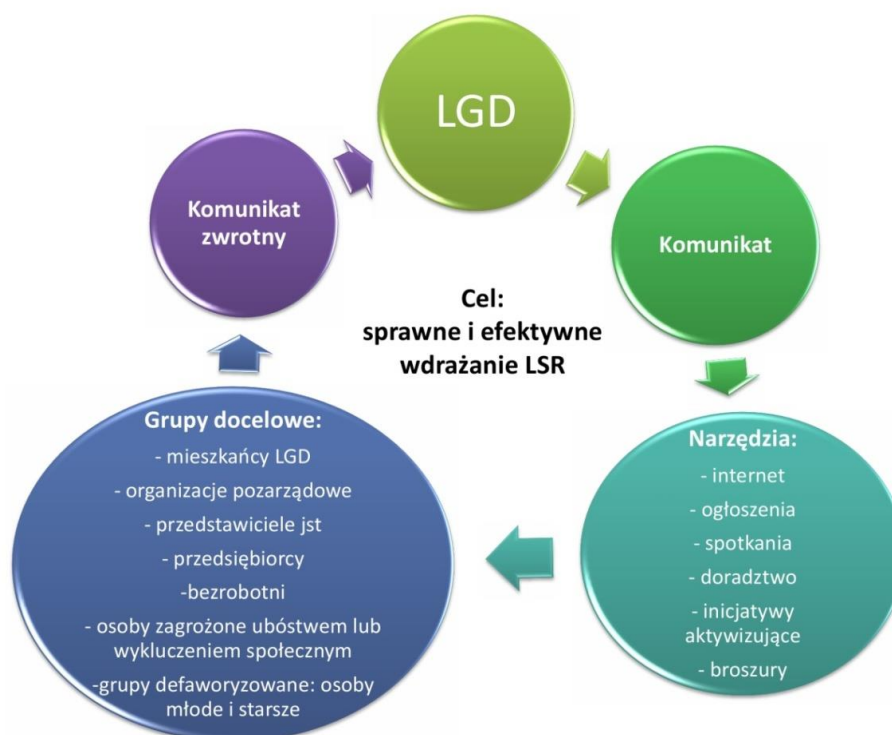 LGD
Komunikat
zwrotny
Komunikat
Cel:
sprawne i efektywne
wdrażanie LSR
Grupy docelowe:
- mieszkańcy LGD
- organizacje pozarządowe
- przedstawiciele jst
- przedsiębiorcy
-bezrobotni
- osoby zagrożone ubóstwem lub
wykluczeniem społecznym
-grupy defaworyzowane: osoby
młode i starsze
Narzędzia:
- internet
- ogłoszenia
- spotkania
- doradztwo
- inicjatywy
aktywizujące
- broszury